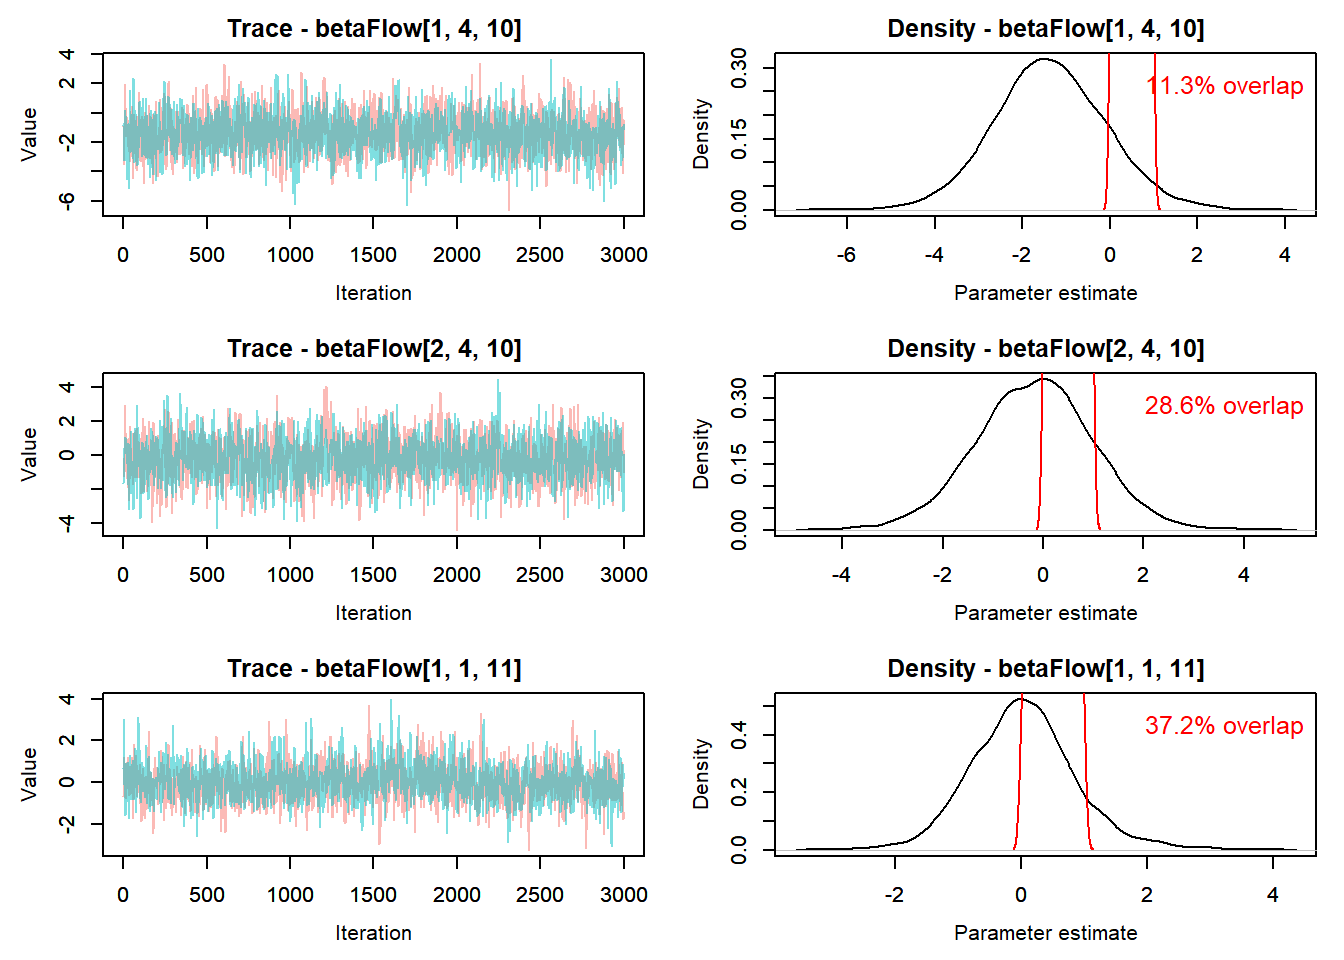 Trace - betaFlow[1, 4, 10]
Value
4
2
-2
-6
0 500 1000 1500 2000 2500 3000
Iteration
Density - betaFlow[1, 4, 10]
Density
0.30
0.15
0.00
11.3% overlap
-6 -4 -2 0 2 4
Parameter estimate
Trace - betaFlow[2, 4, 10]
Value
4
2
0
-4
0 500 1000 1500 2000 2500 3000
Iteration
Density - betaFlow[2, 4, 10]
Density
0.30
0.15
0.00
28.6% overlap
-4 -2 0 2 4
Parameter estimate
Trace - betaFlow[1, 1, 11]
Value
4
2
0
-2
0 500 1000 1500 2000 2500 3000
Iteration
Density - betaFlow[1, 1, 11]
Density
0.4
0.2
0.0
37.2% overlap
-2 0 2 4
Parameter estimate